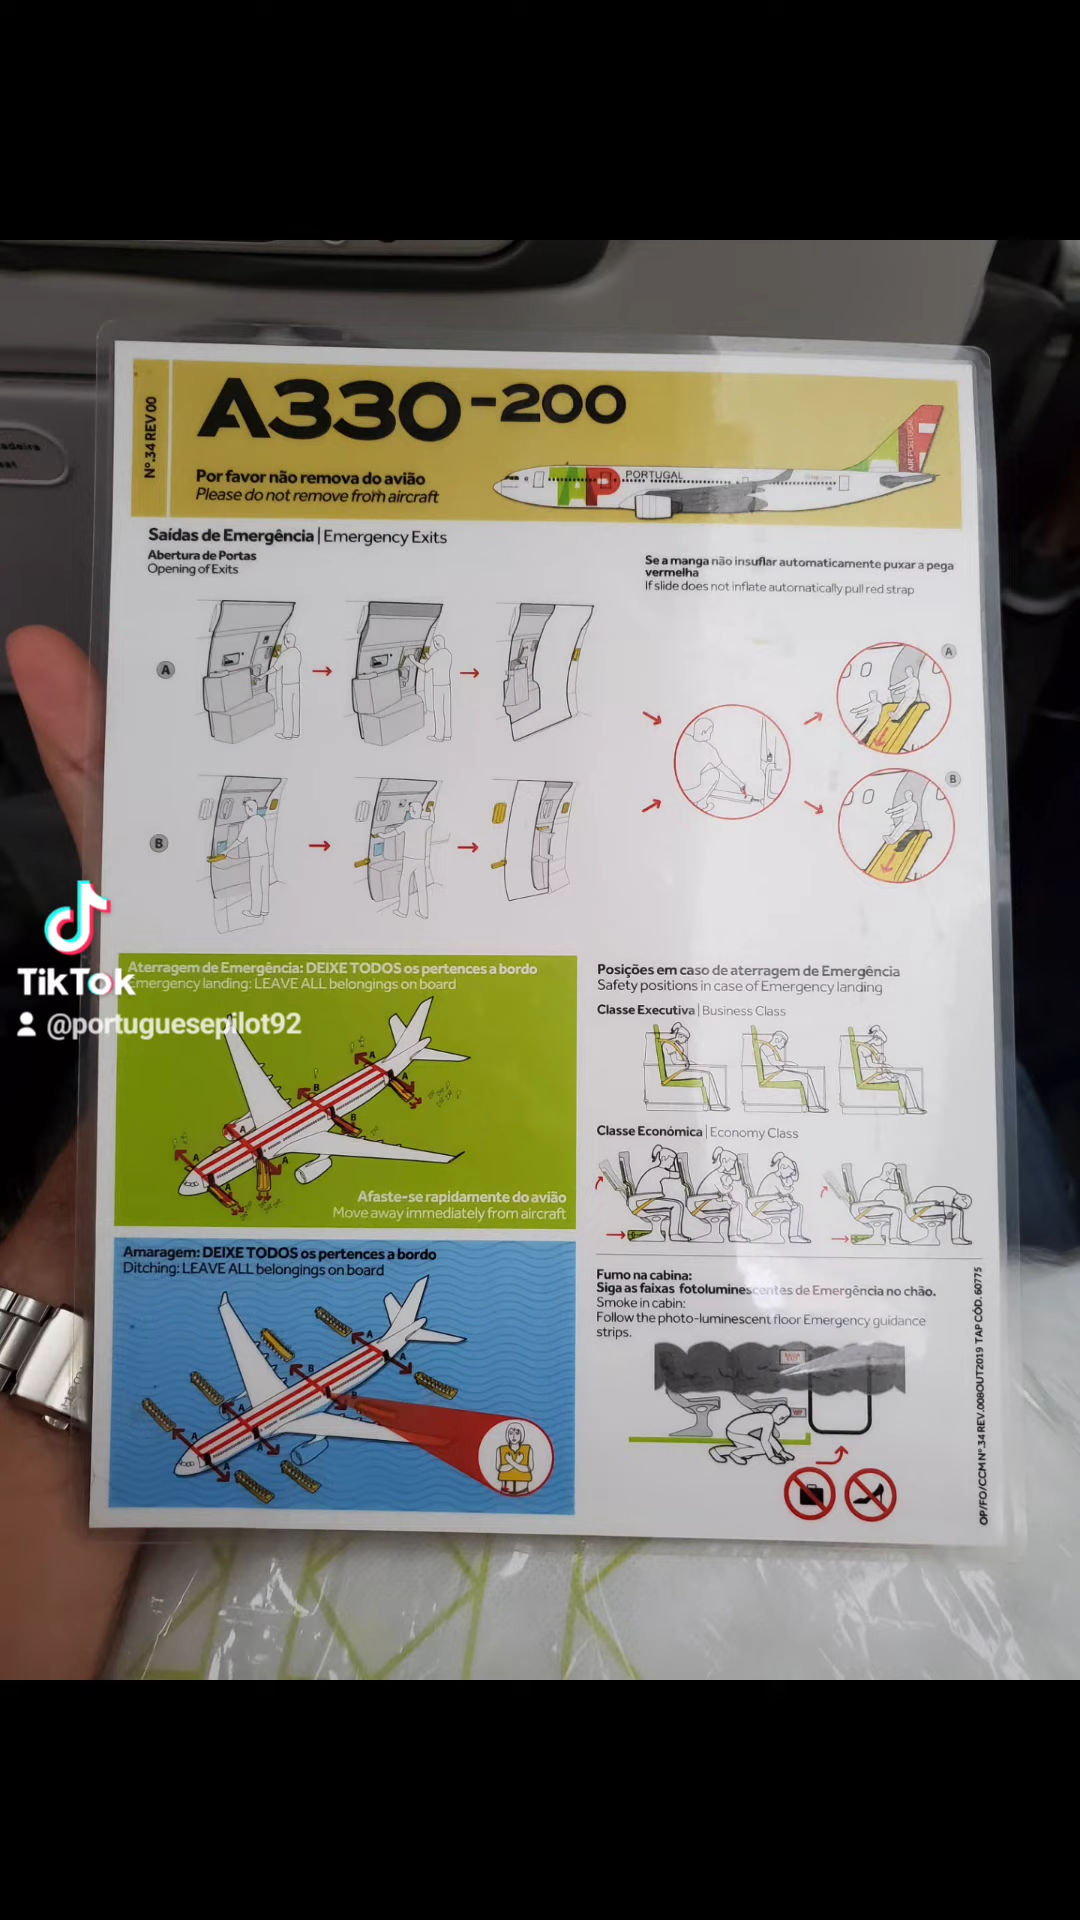 A330-200
Nº.34 REV 00
Por favor não remova do avião
Please do not remove from aircraft
PORTUGAL
AIR PORTUGAL
Saídas de Emergência | Emergency Exits
Abertura de Portas
Opening of Exits
Se a manga não insuflar automaticamente puxar a pega
vermelha
If slide does not inflate automatically pull red strap
A
A
B
B
Aterragem de Emergência: DEIXE TODOS os pertences a bordo
Emergency landing: LEAVE ALL belongings on board
A
A
B
B
A
A
A
A
Afaste-se rapidamente do avião
Move away immediately from aircraft
Amaragem: DEIXE TODOS os pertences a bordo
Ditching: LEAVE ALL belongings on board
A
A
B
B
A
A
A
A
Posições em caso de aterragem de Emergência
Safety positions in case of Emergency landing
Classe Executiva | Business Class
Classe Económica | Economy Class
Fumo na cabina:
Siga as faixas fotoluminescentes de Emergência no chão.
Smoke in cabin:
Follow the photo-luminescent floor Emergency guidance
strips.
OP/FO/CCM Nº.34 REV.008OUT2019 TAP CÓD. 60775
TikTok
@portuguesepilot92